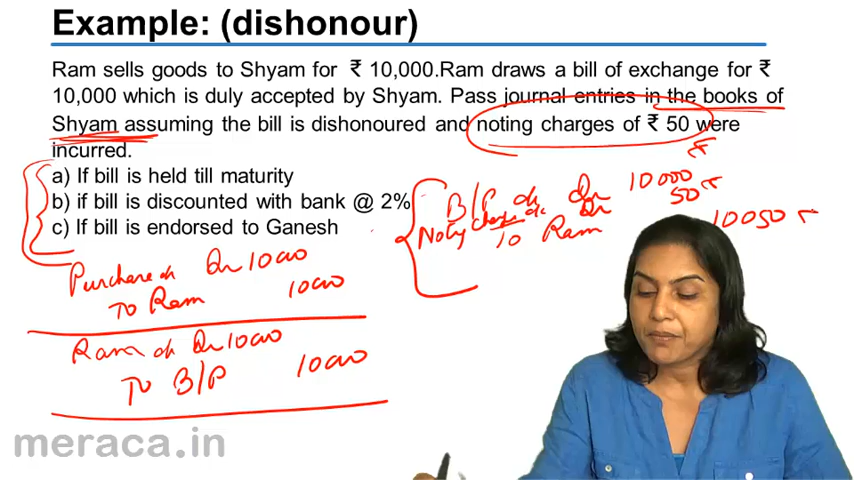 Example: (dishonour)
Ram sells goods to Shyam for ₹ 10,000.Ram draws a bill of exchange for ₹
10,000 which is duly accepted by Shyam. Pass journal entries in the books of
Shyam assuming the bill is dishonoured and noting charges of ₹ 50 were
incurred.
a) If bill is held till maturity
b) if bill is discounted with bank @ 2%
c) If bill is endorsed to Ganesh
B/P a/c Dr 10000
Noty Charge a/c Dr 50
To Ram 10050
Purchase a/c Dr 10000
To Ram 10000
Ram a/c Dr 10000
To B/P 10000
meraca.in